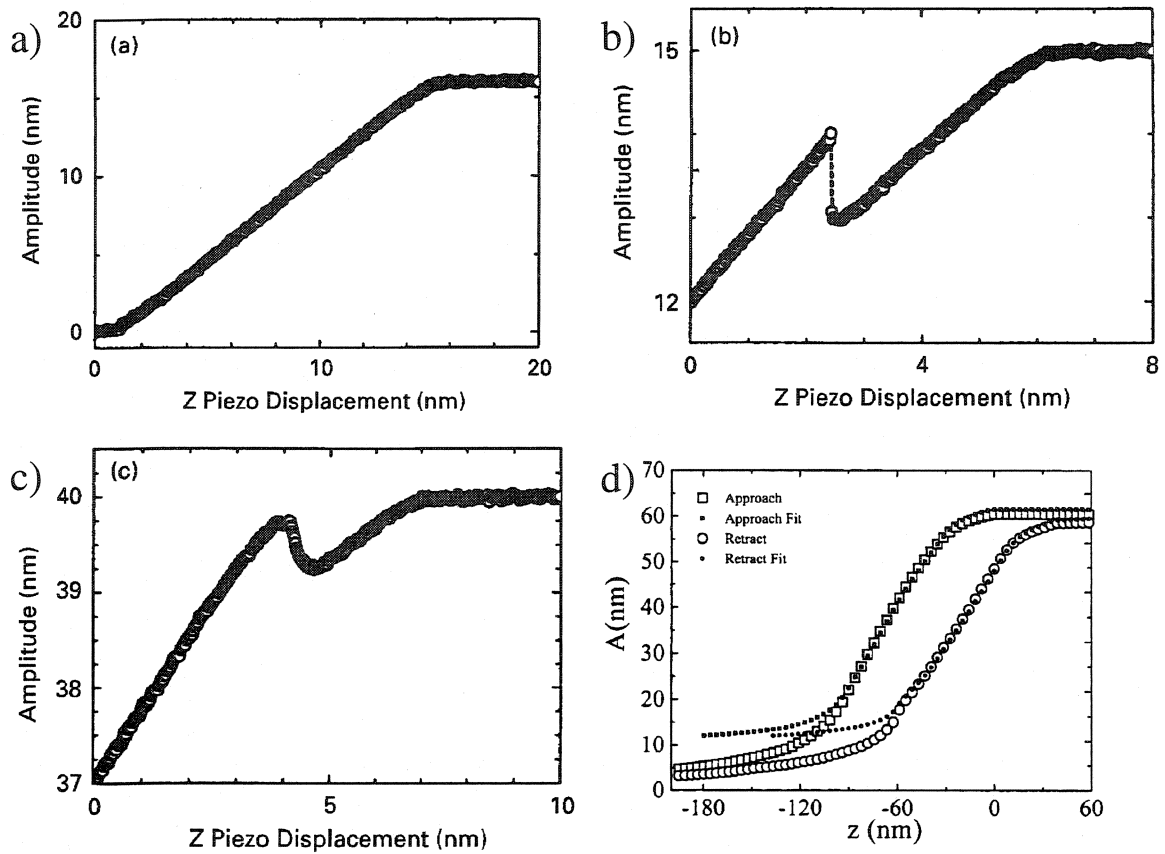 a)
(a)
20
10
0
Amplitude (nm)
0
10
20
Z Piezo Displacement (nm)
b)
(b)
15
12
Amplitude (nm)
0
4
8
Z Piezo Displacement (nm)
c)
(c)
40
39
38
37
Amplitude (nm)
0
5
10
Z Piezo Displacement (nm)
d)
70
60
50
40
30
20
10
0
A(nm)
Approach
Approach Fit
Retract
Retract Fit
-180
-120
-60
0
60
z (nm)